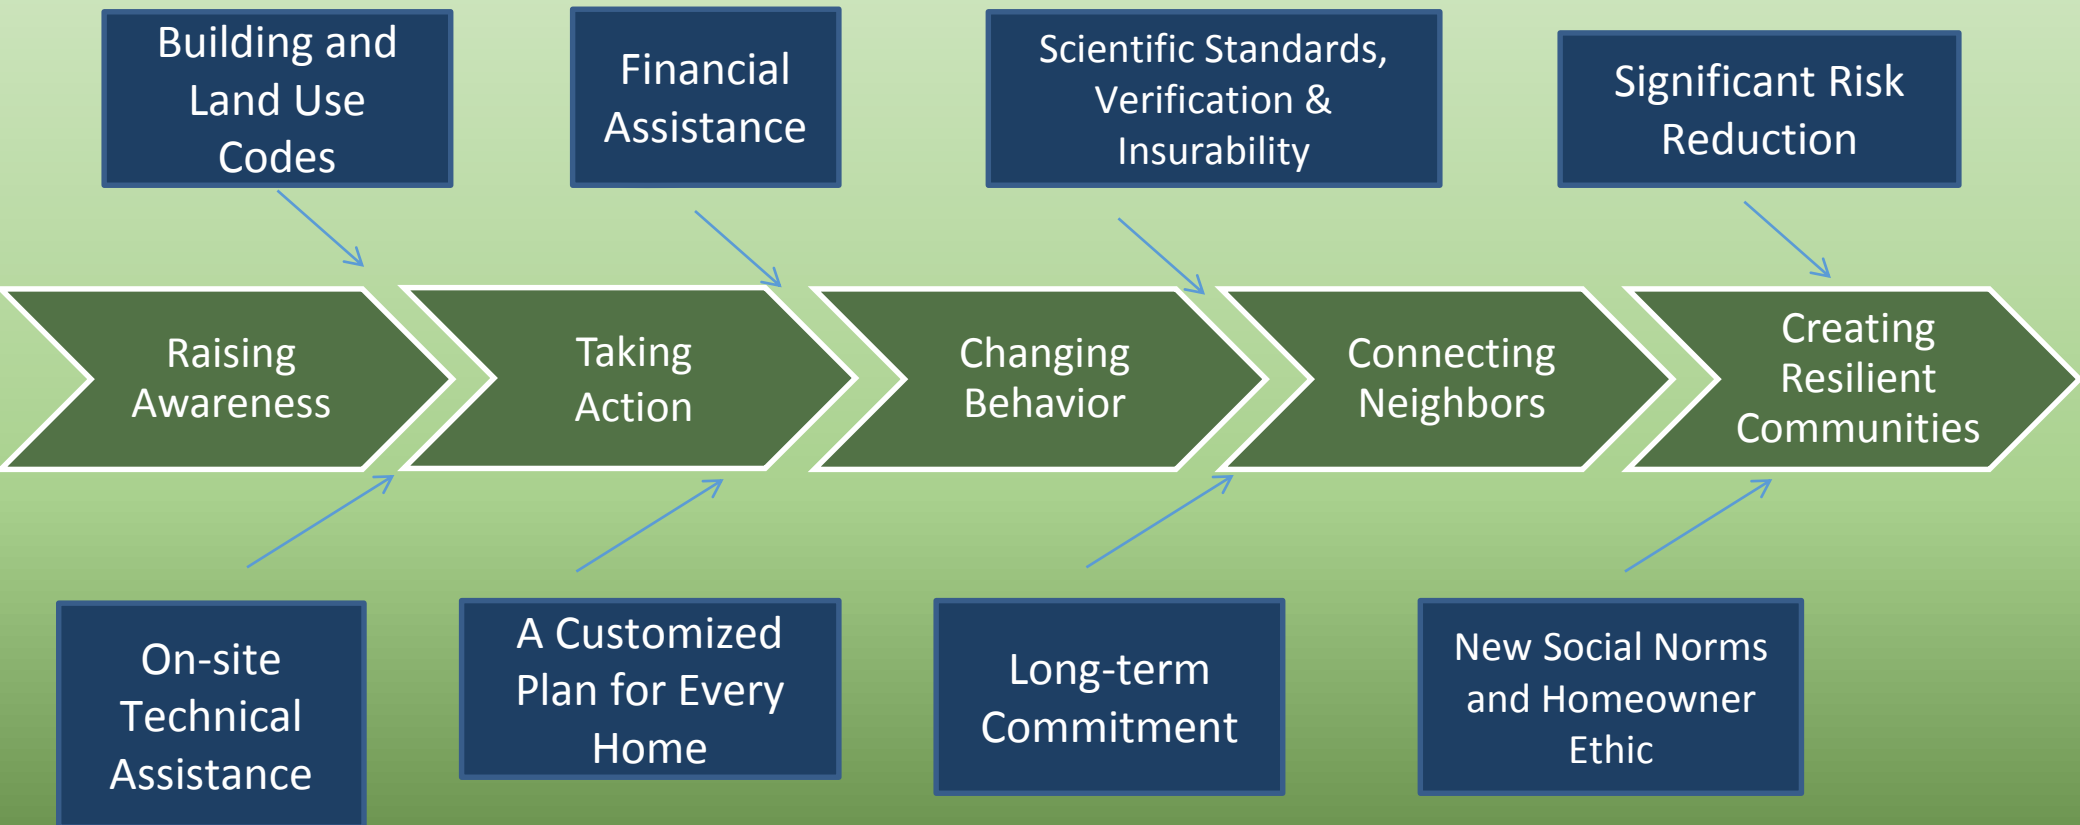 Building and
Land Use
Codes
Financial
Assistance
Scientific Standards,
Verification &
Insurability
Significant Risk
Reduction
Raising
Awareness
Taking
Action
Changing
Behavior
Connecting
Neighbors
Creating
Resilient
Communities
On-site
Technical
Assistance
A Customized
Plan for Every
Home
Long-term
Commitment
New Social Norms
and Homeowner
Ethic